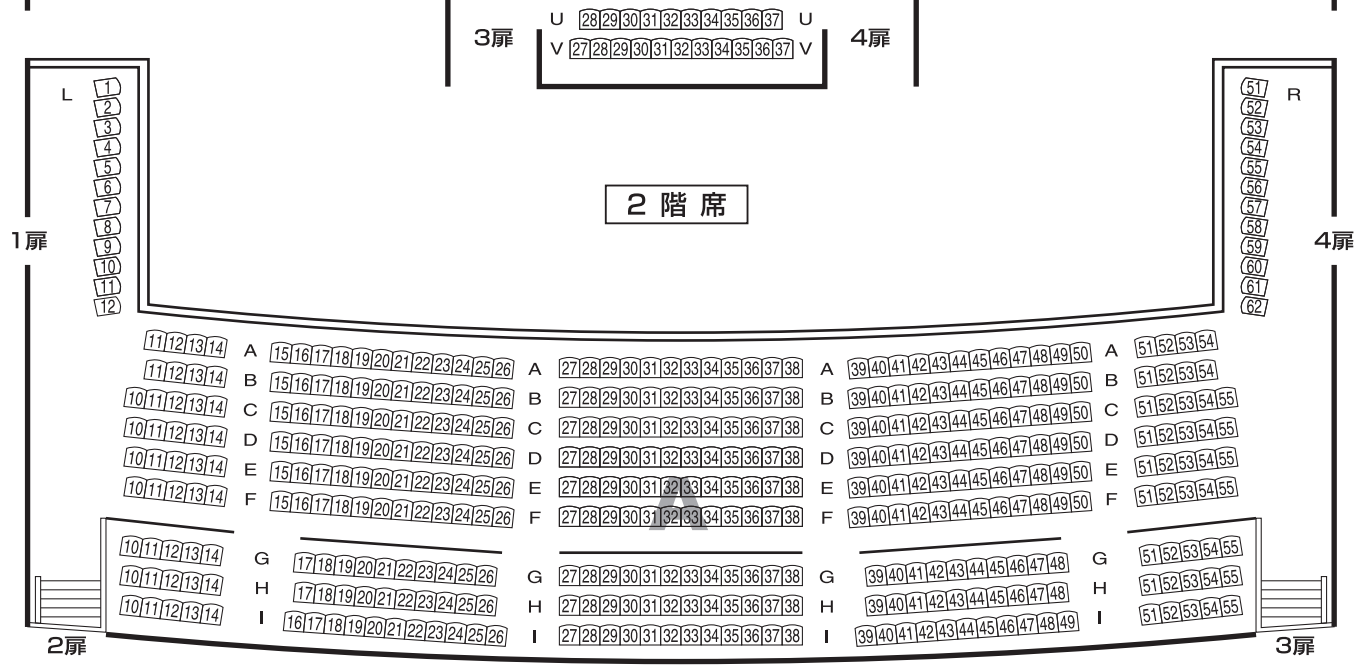 U 28 29 30 31 32 33 34 35 36 37 U
3扉 4扉
V 27 28 29 30 31 32 33 34 35 36 37 V
L 1 2 3 4 5 6 7 8 9 10 11 12
51 52 53 54 55 56 57 58 59 60 61 62 R
2階席
1扉 4扉
11 12 13 14 A 15 16 17 18 19 20 21 22 23 24 25 26 A 27 28 29 30 31 32 33 34 35 36 37 38 A 39 40 41 42 43 44 45 46 47 48 49 50 A 51 52 53 54
11 12 13 14 B 15 16 17 18 19 20 21 22 23 24 25 26 B 27 28 29 30 31 32 33 34 35 36 37 38 B 39 40 41 42 43 44 45 46 47 48 49 50 B 51 52 53 54
10 11 12 13 14 C 15 16 17 18 19 20 21 22 23 24 25 26 C 27 28 29 30 31 32 33 34 35 36 37 38 C 39 40 41 42 43 44 45 46 47 48 49 50 C 51 52 53 54 55
10 11 12 13 14 D 15 16 17 18 19 20 21 22 23 24 25 26 D 27 28 29 30 31 32 33 34 35 36 37 38 D 39 40 41 42 43 44 45 46 47 48 49 50 D 51 52 53 54 55
10 11 12 13 14 E 15 16 17 18 19 20 21 22 23 24 25 26 E 27 28 29 30 31 32 33 34 35 36 37 38 E 39 40 41 42 43 44 45 46 47 48 49 50 E 51 52 53 54 55
A
10 11 12 13 14 F 15 16 17 18 19 20 21 22 23 24 25 26 F 27 28 29 30 31 32 33 34 35 36 37 38 F 39 40 41 42 43 44 45 46 47 48 49 50 F 51 52 53 54 55
10 11 12 13 14 G 17 18 19 20 21 22 23 24 25 26 G 27 28 29 30 31 32 33 34 35 36 37 38 G 39 40 41 42 43 44 45 46 47 48 G 51 52 53 54 55
10 11 12 13 14 H 17 18 19 20 21 22 23 24 25 26 H 27 28 29 30 31 32 33 34 35 36 37 38 H 39 40 41 42 43 44 45 46 47 48 H 51 52 53 54 55
10 11 12 13 14 I 16 17 18 19 20 21 22 23 24 25 26 I 27 28 29 30 31 32 33 34 35 36 37 38 I 39 40 41 42 43 44 45 46 47 48 49 I 51 52 53 54 55
2扉 3扉